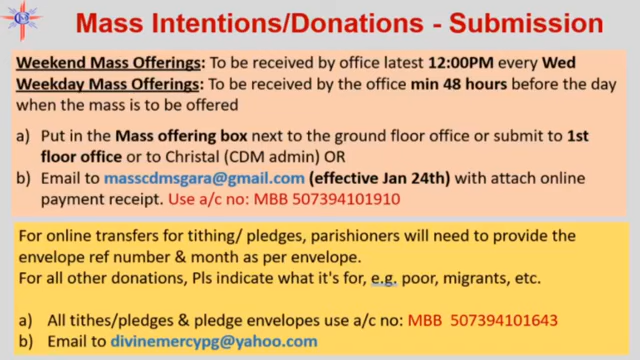 Mass Intentions/Donations - Submission
Weekend Mass Offerings: To be received by office latest 12:00PM every Wed
Weekday Mass Offerings: To be received by the office min 48 hours before the day
when the mass is to be offered
a) Put in the Mass offering box next to the ground floor office or submit to 1st
floor office or to Christal (CDM admin) OR
b) Email to masscdmsgara@gmail.com (effective Jan 24th) with attach online
payment receipt. Use a/c no: MBB 507394101910
For online transfers for tithing/ pledges, parishioners will need to provide the
envelope ref number & month as per envelope.
For all other donations, Pls indicate what it's for, e.g. poor, migrants, etc.
a) All tithes/pledges & pledge envelopes use a/c no: MBB 507394101643
b) Email to divinemercypg@yahoo.com